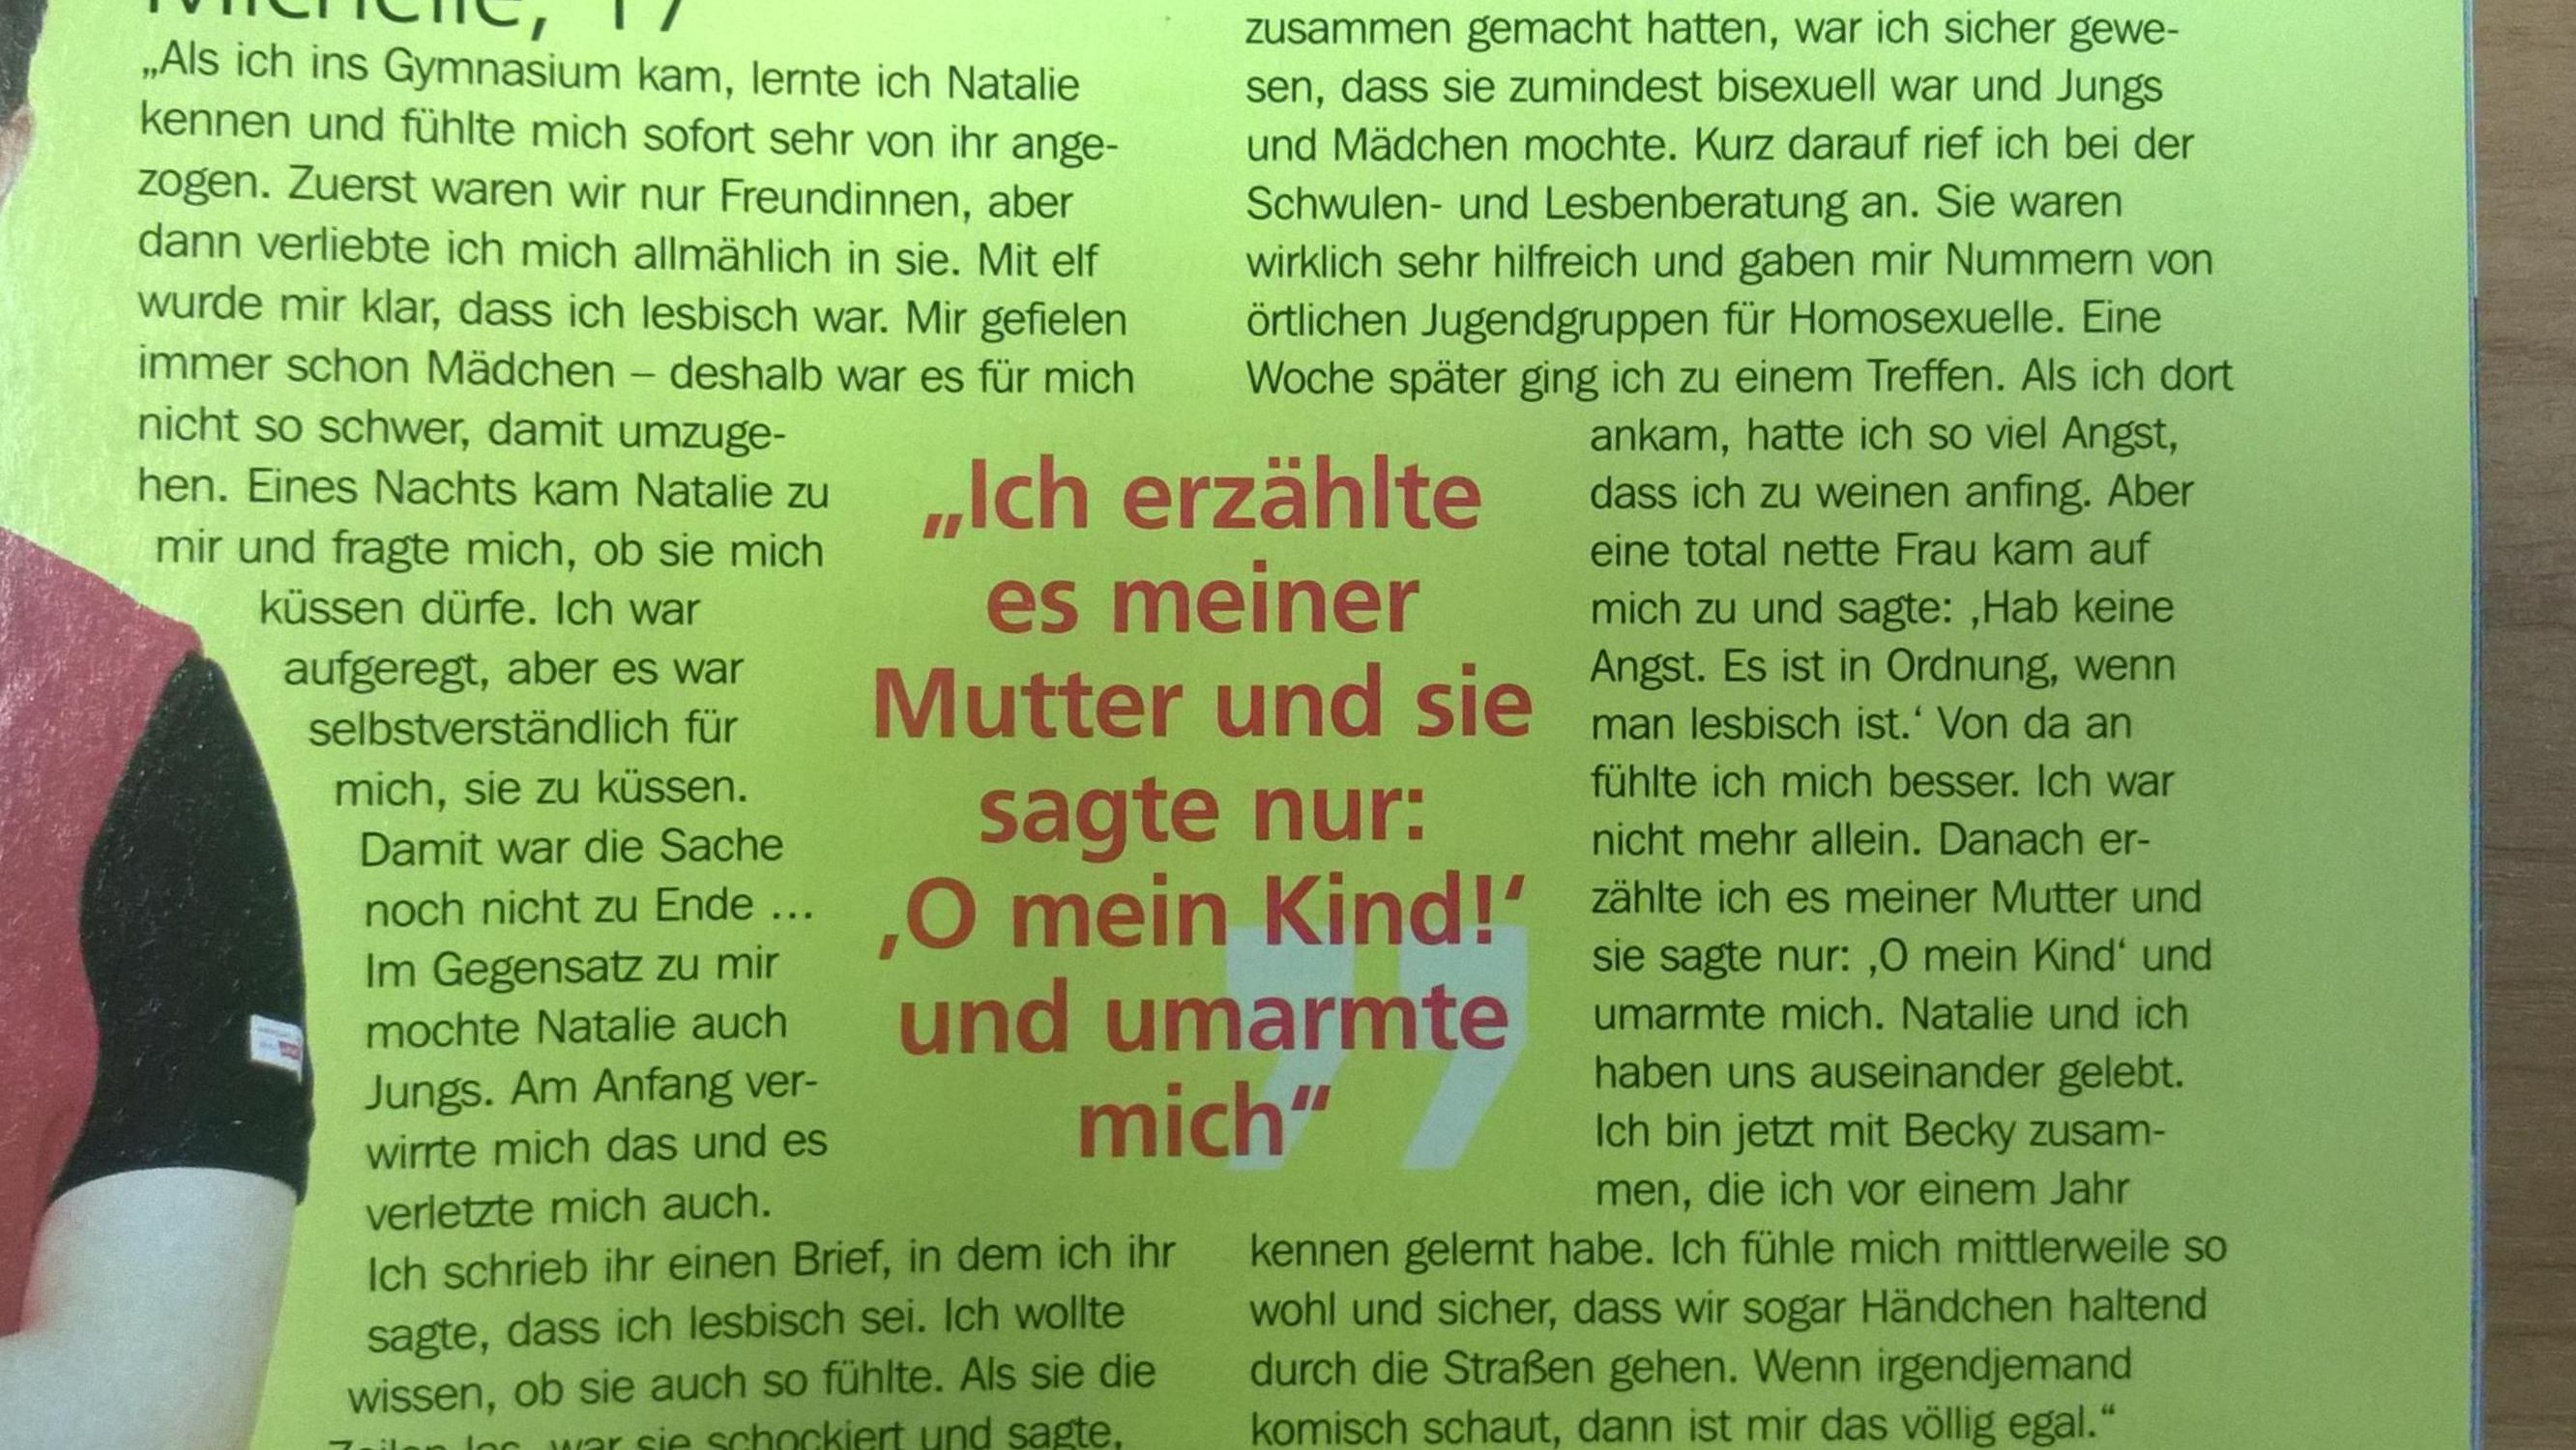 Michelle, 17
„Als ich ins Gymnasium kam, lernte ich Natalie
kennen und fühlte mich sofort sehr von ihr ange-
zogen. Zuerst waren wir nur Freundinnen, aber
dann verliebte ich mich allmählich in sie. Mit elf
wurde mir klar, dass ich lesbisch war. Mir gefielen
immer schon Mädchen – deshalb war es für mich
nicht so schwer, damit umzuge-
hen. Eines Nachts kam Natalie zu
mir und fragte mich, ob sie mich
küssen dürfe. Ich war
aufgeregt, aber es war
selbstverständlich für
mich, sie zu küssen.
Damit war die Sache
noch nicht zu Ende ...
Im Gegensatz zu mir
mochte Natalie auch
Jungs. Am Anfang ver-
wirrte mich das und es
verletzte mich auch.
Ich schrieb ihr einen Brief, in dem ich ihr
sagte, dass ich lesbisch sei. Ich wollte
wissen, ob sie auch so fühlte. Als sie die
Zeilen las, war sie schockiert und sagte,
„Ich erzählte
es meiner
Mutter und sie
sagte nur:
‚O mein Kind!‘
und umarmte
mich“
zusammen gemacht hatten, war ich sicher gewe-
sen, dass sie zumindest bisexuell war und Jungs
und Mädchen mochte. Kurz darauf rief ich bei der
Schwulen- und Lesbenberatung an. Sie waren
wirklich sehr hilfreich und gaben mir Nummern von
örtlichen Jugendgruppen für Homosexuelle. Eine
Woche später ging ich zu einem Treffen. Als ich dort
ankam, hatte ich so viel Angst,
dass ich zu weinen anfing. Aber
eine total nette Frau kam auf
mich zu und sagte: ‚Hab keine
Angst. Es ist in Ordnung, wenn
man lesbisch ist.‘ Von da an
fühlte ich mich besser. Ich war
nicht mehr allein. Danach er-
zählte ich es meiner Mutter und
sie sagte nur: ‚O mein Kind‘ und
umarmte mich. Natalie und ich
haben uns auseinander gelebt.
Ich bin jetzt mit Becky zusam-
men, die ich vor einem Jahr
kennen gelernt habe. Ich fühle mich mittlerweile so
wohl und sicher, dass wir sogar Händchen haltend
durch die Straßen gehen. Wenn irgendjemand
komisch schaut, dann ist mir das völlig egal.“